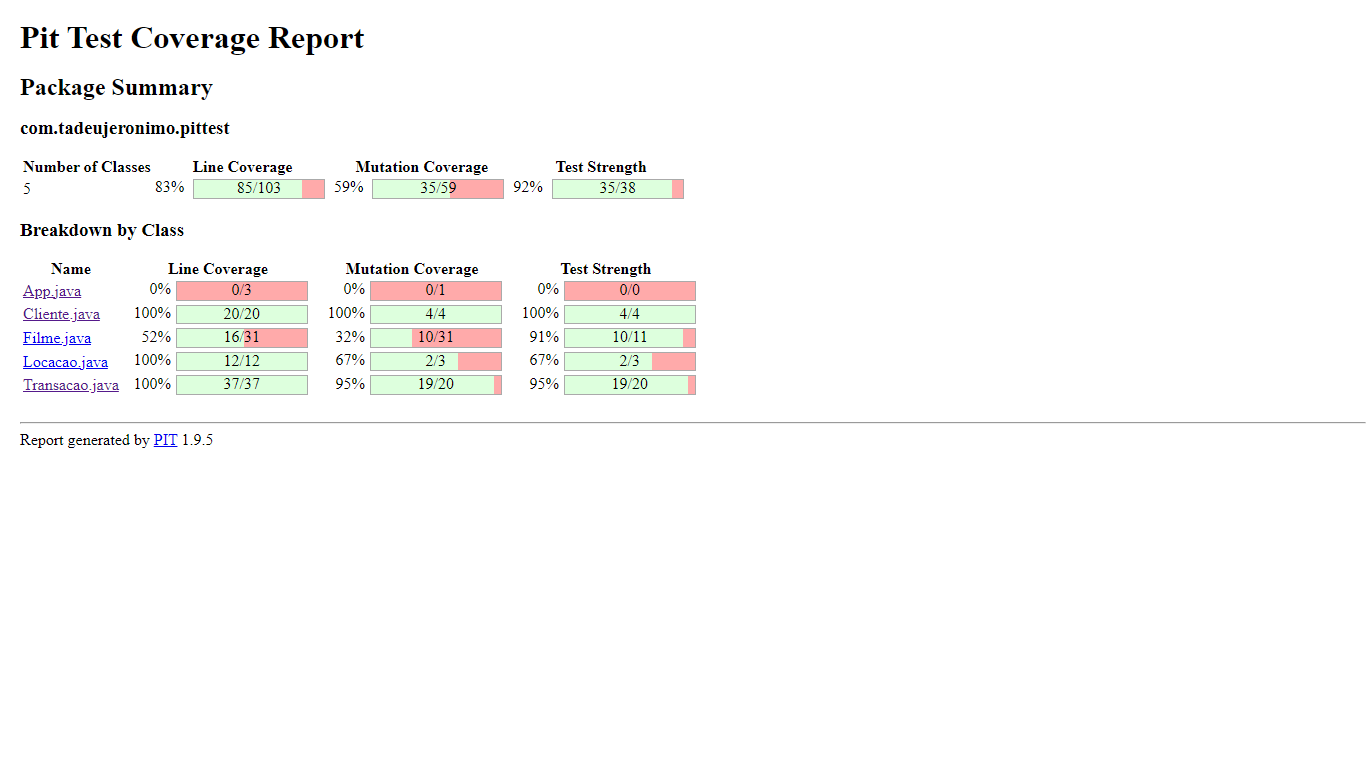 Pit Test Coverage Report
Package Summary
com.tadeujeronimo.pittest
Number of Classes Line Coverage Mutation Coverage Test Strength
5 83% 85/103 59% 35/59 92% 35/38
Breakdown by Class
Name Line Coverage Mutation Coverage Test Strength
App.java 0% 0/3 0% 0/1 0% 0/0
Cliente.java 100% 20/20 100% 4/4 100% 4/4
Filme.java 52% 16/31 32% 10/31 91% 10/11
Locacao.java 100% 12/12 67% 2/3 67% 2/3
Transacao.java 100% 37/37 95% 19/20 95% 19/20
Report generated by PIT 1.9.5